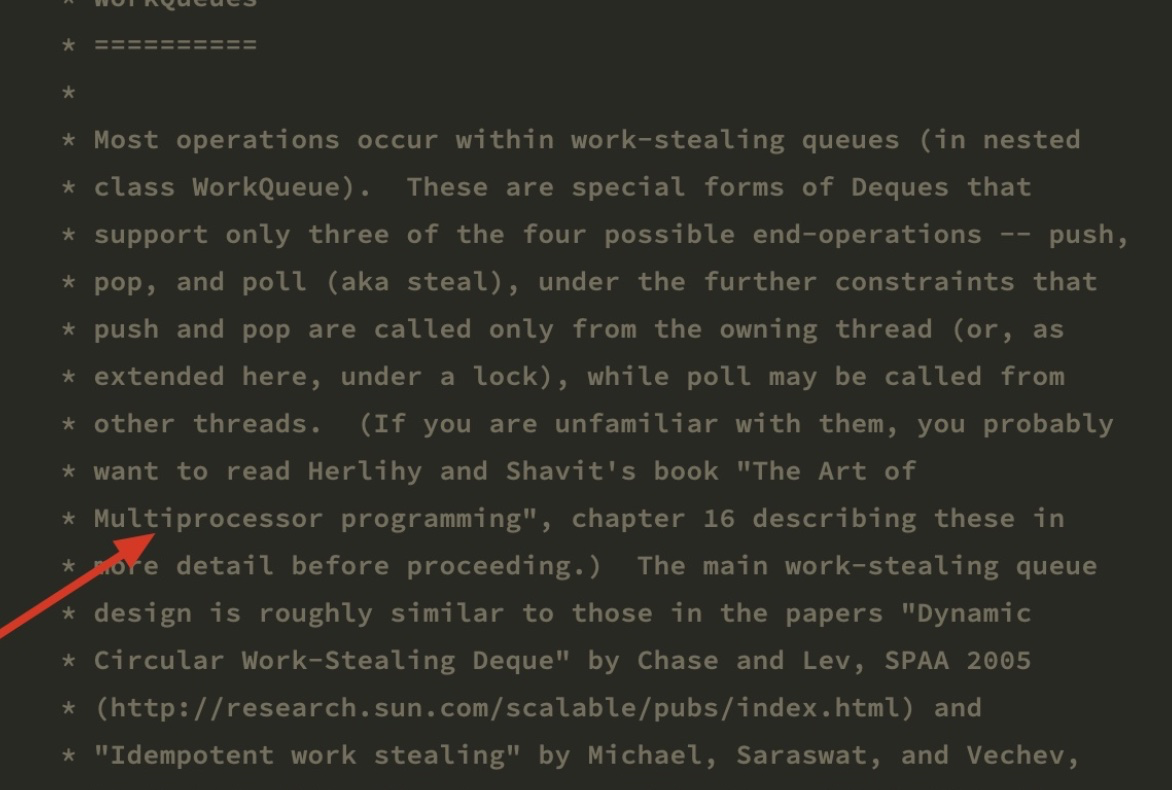 * WorkQueues
* ==========
*
* Most operations occur within work-stealing queues (in nested
* class WorkQueue).  These are special forms of Deques that
* support only three of the four possible end-operations -- push,
* pop, and poll (aka steal), under the further constraints that
* push and pop are called only from the owning thread (or, as
* extended here, under a lock), while poll may be called from
* other threads.  (If you are unfamiliar with them, you probably
* want to read Herlihy and Shavit's book "The Art of
* Multiprocessor programming", chapter 16 describing these in
* more detail before proceeding.)  The main work-stealing queue
* design is roughly similar to those in the papers "Dynamic
* Circular Work-Stealing Deque" by Chase and Lev, SPAA 2005
* (http://research.sun.com/scalable/pubs/index.html) and
* "Idempotent work stealing" by Michael, Saraswat, and Vechev,